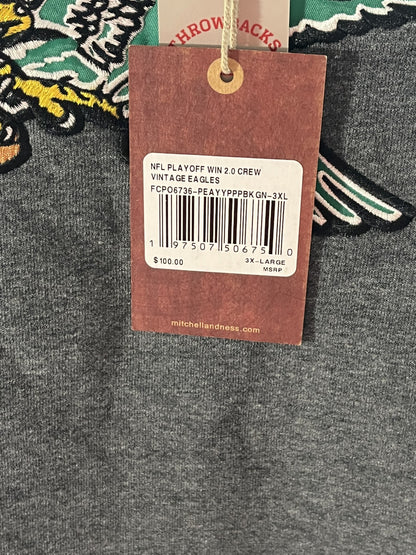 THROWBACKS
NFL PLAYOFF WIN 2.0 CREW
VINTAGE EAGLES
FCPO6736-PEAYYPPPBKGN-3XL
1 97507 50675 0
$100.00
3X-LARGE
MSRP
mitchellandness.com